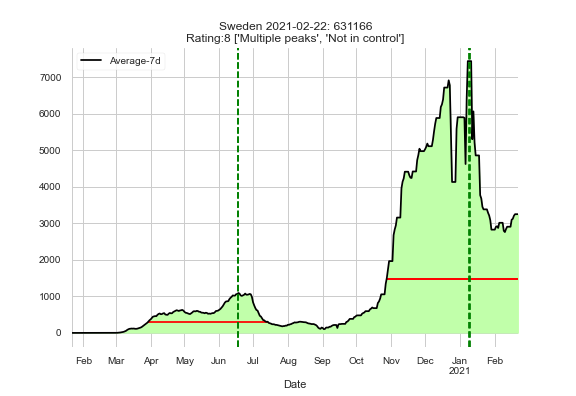 Sweden 2021-02-22: 631166
Rating:8 ['Multiple peaks', 'Not in control']
Average-7d
7000
6000
5000
4000
3000
2000
1000
0
Feb Mar Apr May Jun Jul Aug Sep Oct Nov Dec Jan Feb
2021
Date